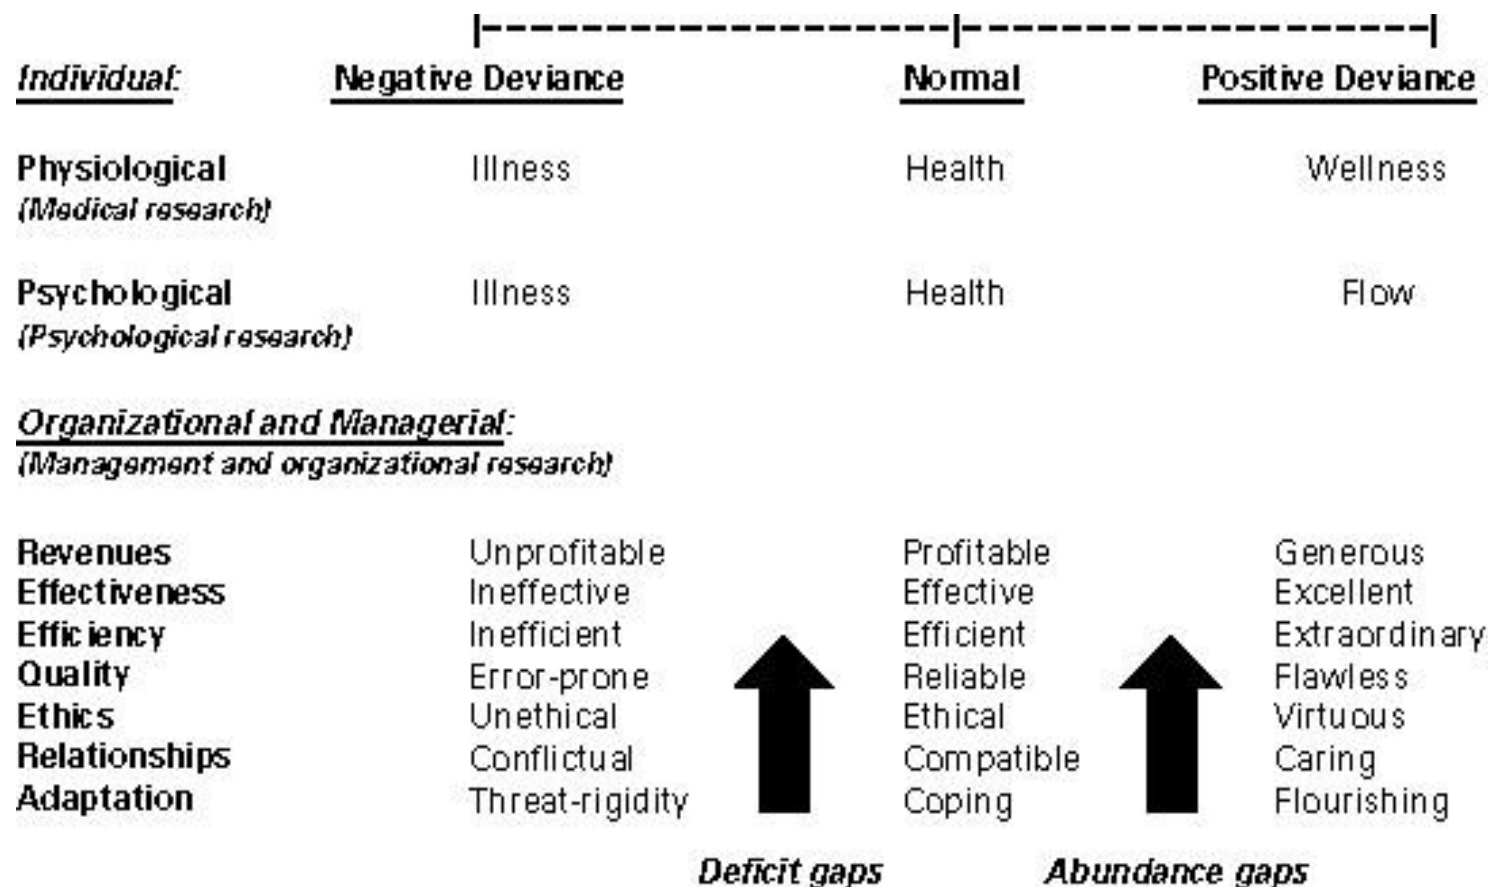 Individual: Negative Deviance Normal Positive Deviance
Physiological Illness Health Wellness
(Medical research)
Psychological Illness Health Flow
(Psychological research)
Organizational and Managerial:
(Management and organizational research)
Revenues Unprofitable Profitable Generous
Effectiveness Ineffective Effective Excellent
Efficiency Inefficient Efficient Extraordinary
Quality Error-prone Reliable Flawless
Ethics Unethical Ethical Virtuous
Relationships Conflictual Compatible Caring
Adaptation Threat-rigidity Coping Flourishing
Deficit gaps Abundance gaps